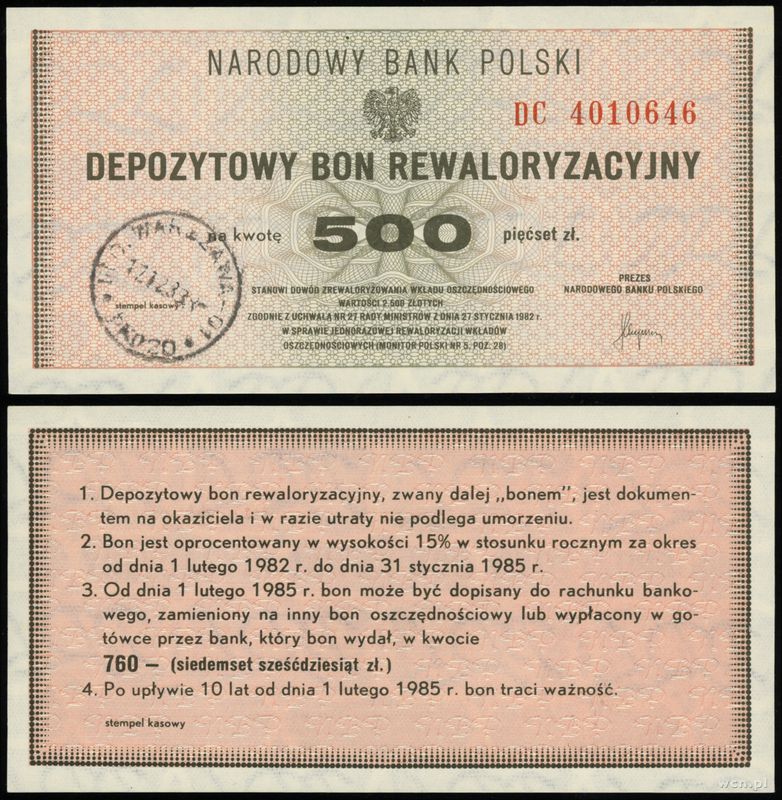 NARODOWY BANK POLSKI
DC 4010646
DEPOZYTOWY BON REWALORYZACYJNY
na kwotę 500 pięćset zł.
STANOWI DOWÓD ZREWALORYZOWANIA WKŁADU OSZCZĘDNOŚCIOWEGO
WARTOŚCI 2.500 ZŁOTYCH
ZGODNIE Z UCHWAŁĄ NR 27 RADY MINISTRÓW Z DNIA 27 STYCZNIA 1982 r.
W SPRAWIE JEDNORAZOWEJ REWALORYZACJI WKŁADÓW
OSZCZĘDNOŚCIOWYCH (MONITOR POLSKI NR 5, POZ. 28)
PREZES
NARODOWEGO BANKU POLSKIEGO
stempel kasowy
WARSZAWA-01
1. Depozytowy bon rewaloryzacyjny, zwany dalej „bonem", jest dokumen-
tem na okaziciela i w razie utraty nie podlega umorzeniu.
2. Bon jest oprocentowany w wysokości 15% w stosunku rocznym za okres
od dnia 1 lutego 1982 r. do dnia 31 stycznia 1985 r.
3. Od dnia 1 lutego 1985 r. bon może być dopisany do rachunku banko-
wego, zamieniony na inny bon oszczędnościowy lub wypłacony w go-
tówce przez bank, który bon wydał, w kwocie
760 — (siedemset sześćdziesiąt zł.)
4. Po upływie 10 lat od dnia 1 lutego 1985 r. bon traci ważność.
stempel kasowy
wcn.pl